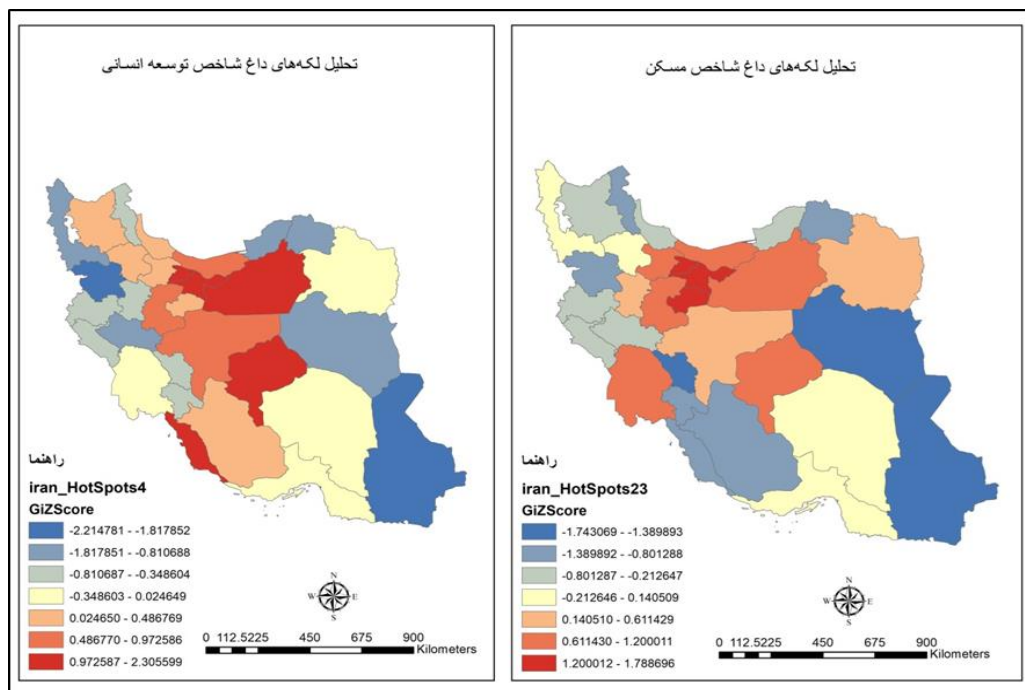 تحلیل لکه‌های داغ شاخص توسعه انسانی
راهنما
iran_HotSpots4
GiZScore
-2.214781 - -1.817852
-1.817851 - -0.810688
-0.810687 - -0.348604
-0.348603 - 0.024649
0.024650 - 0.486769
0.486770 - 0.972586
0.972587 - 2.305599
N
W E
S
0 112.5225 450 675 900
Kilometers
تحلیل لکه‌های داغ شاخص مسکن
راهنما
iran_HotSpots23
GiZScore
-1.743069 - -1.389893
-1.389892 - -0.801288
-0.801287 - -0.212647
-0.212646 - 0.140509
0.140510 - 0.611429
0.611430 - 1.200011
1.200012 - 1.788696
N
W E
S
0 112.5225 450 675 900
Kilometers